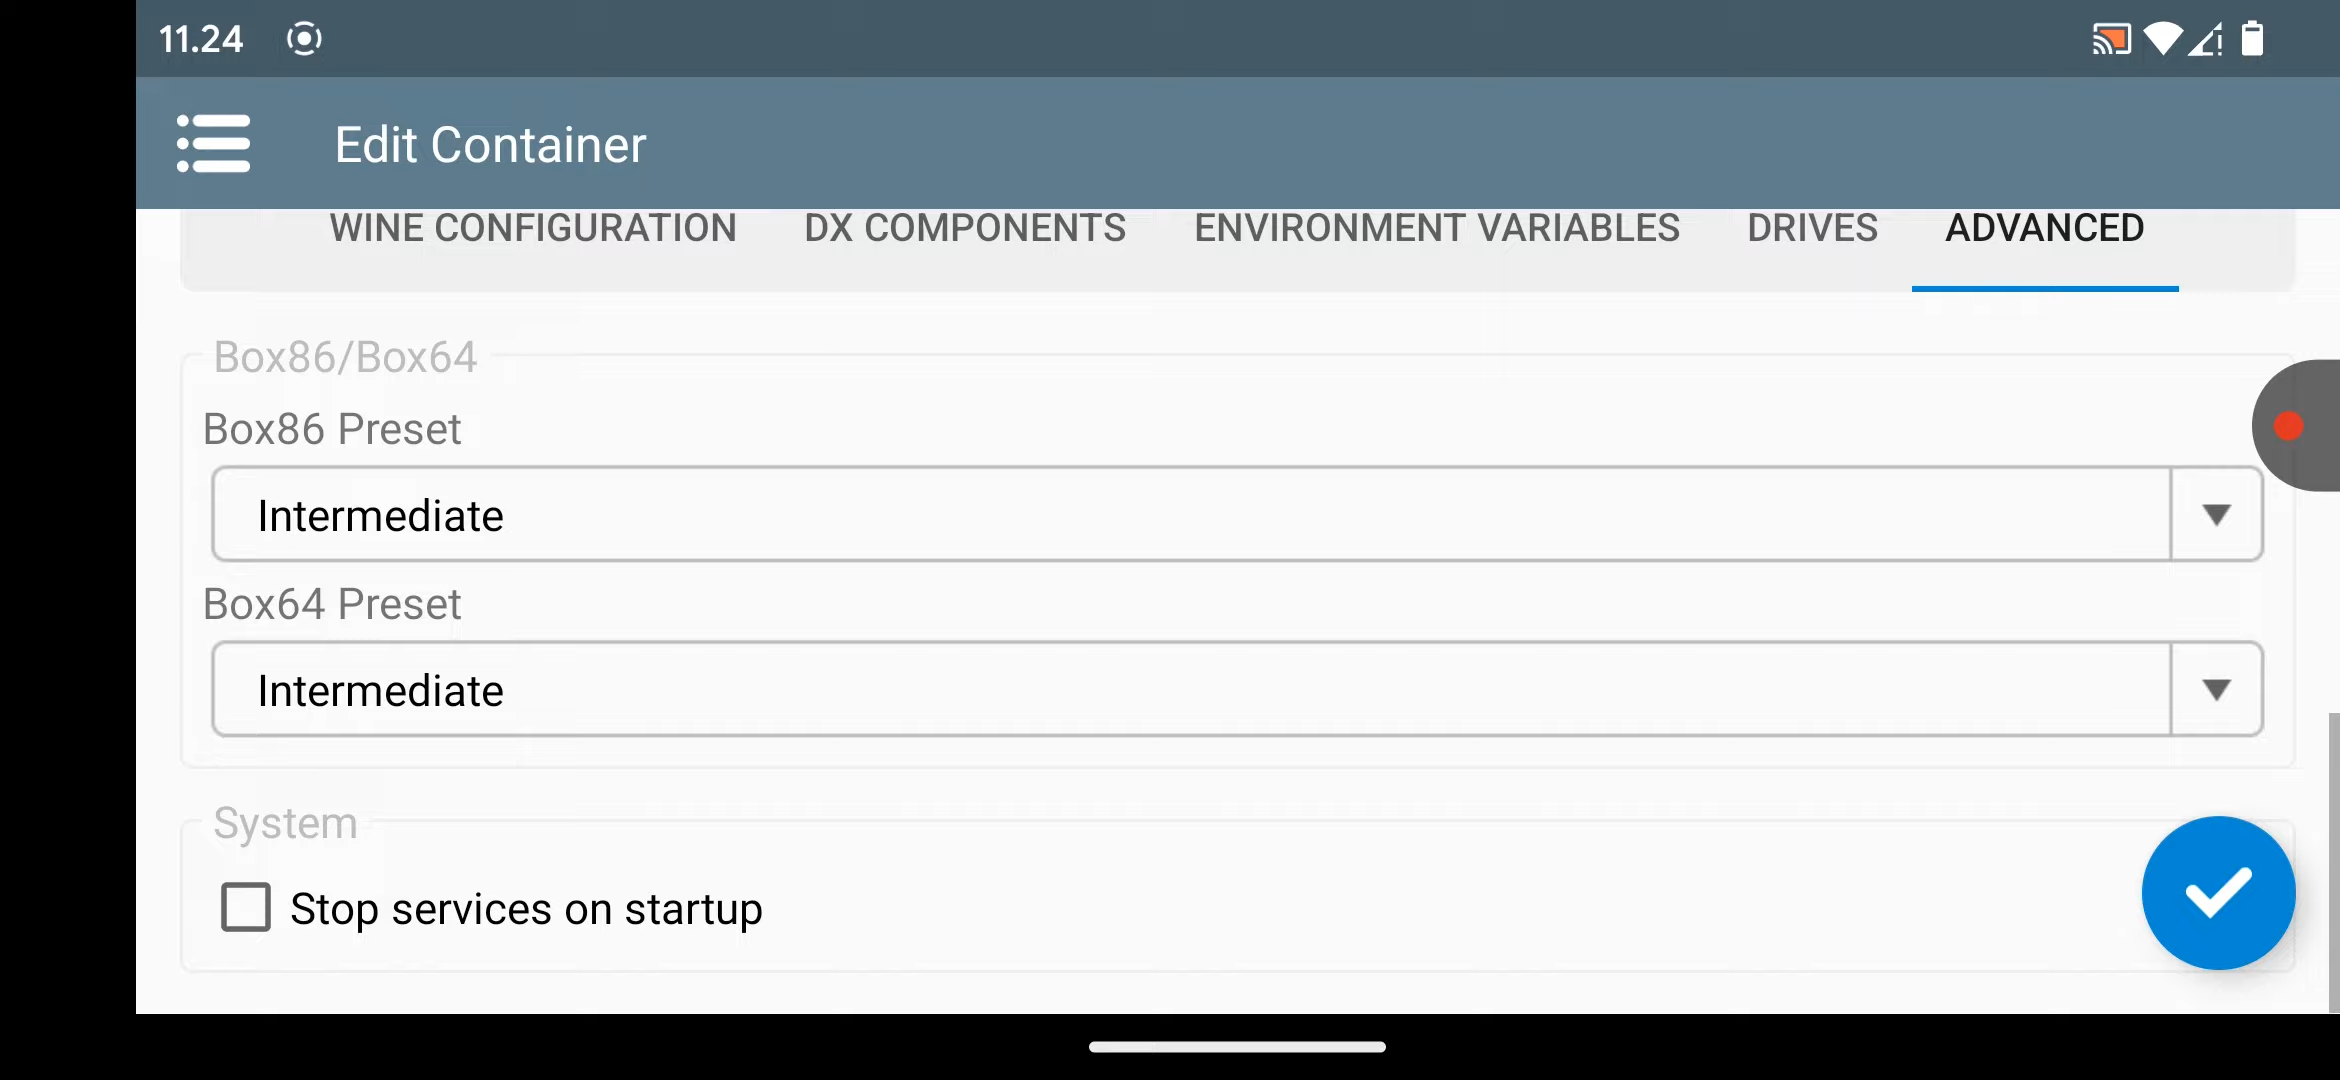 11.24
Edit Container
WINE CONFIGURATION DX COMPONENTS ENVIRONMENT VARIABLES DRIVES ADVANCED
Box86/Box64
Box86 Preset
Intermediate
Box64 Preset
Intermediate
System
Stop services on startup